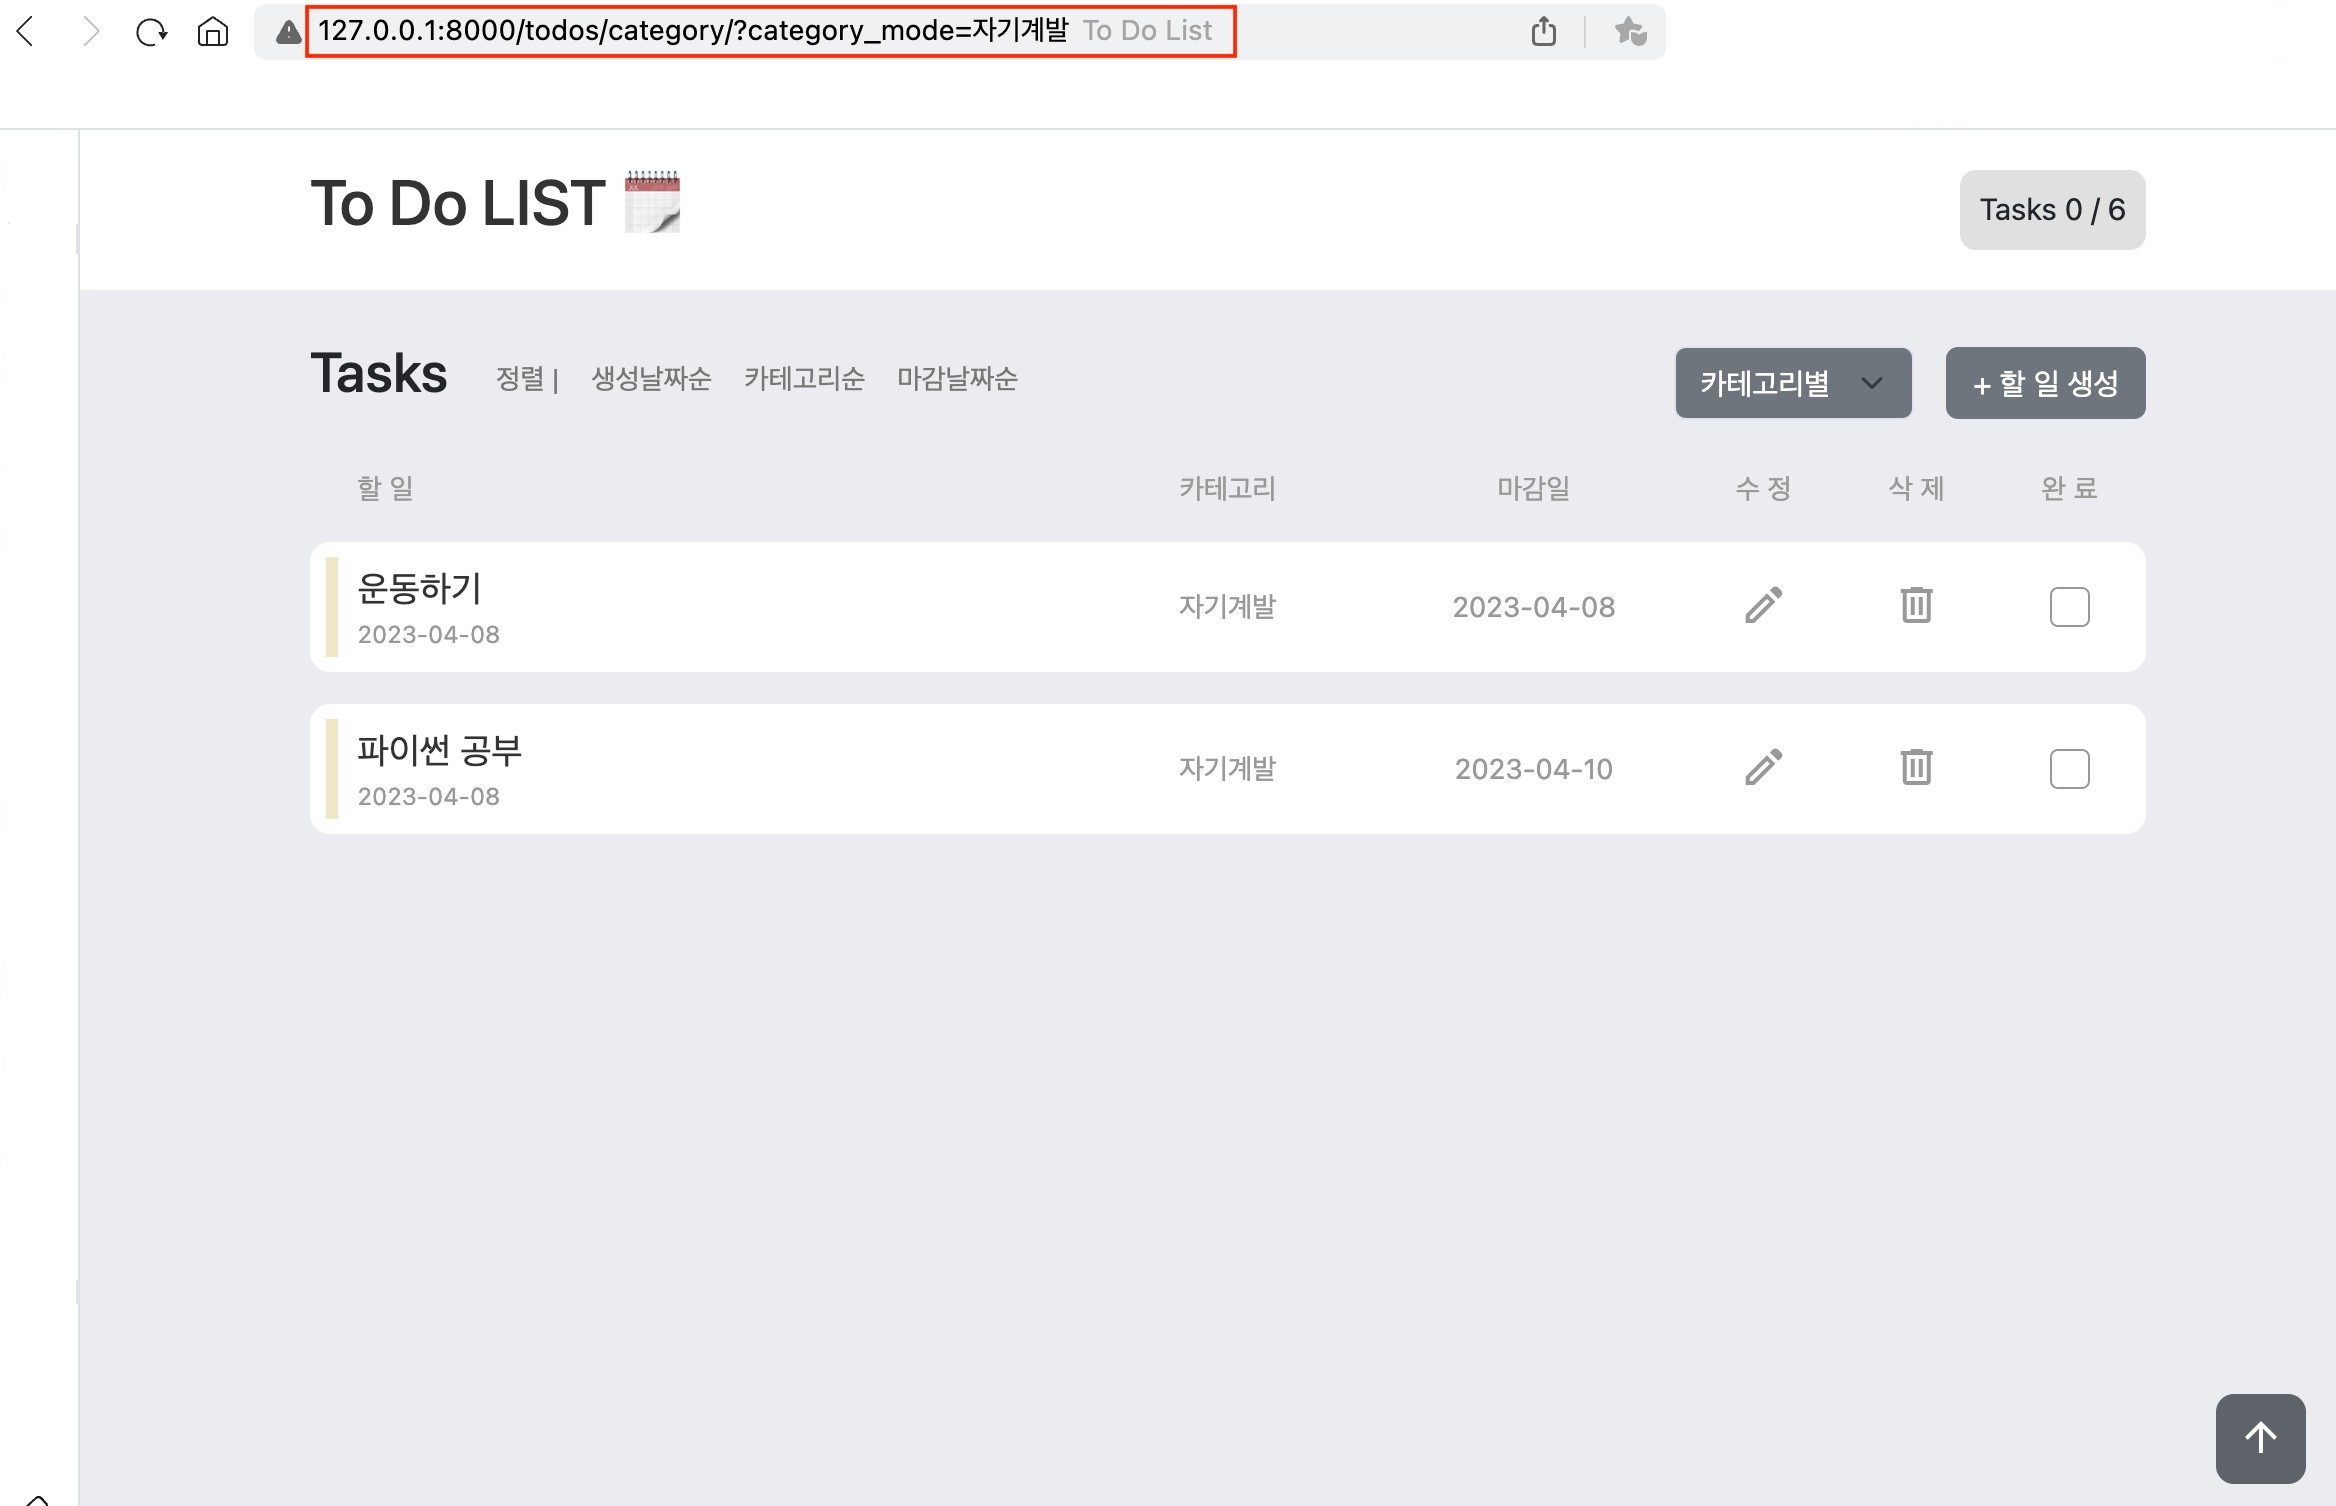 127.0.0.1:8000/todos/category/?category_mode=자기계발 To Do List
To Do LIST
Tasks 0 / 6
Tasks 정렬 | 생성날짜순 카테고리순 마감날짜순 카테고리별 + 할 일 생성
할 일 카테고리 마감일 수 정 삭 제 완 료
운동하기
2023-04-08
자기계발 2023-04-08
파이썬 공부
2023-04-08
자기계발 2023-04-10